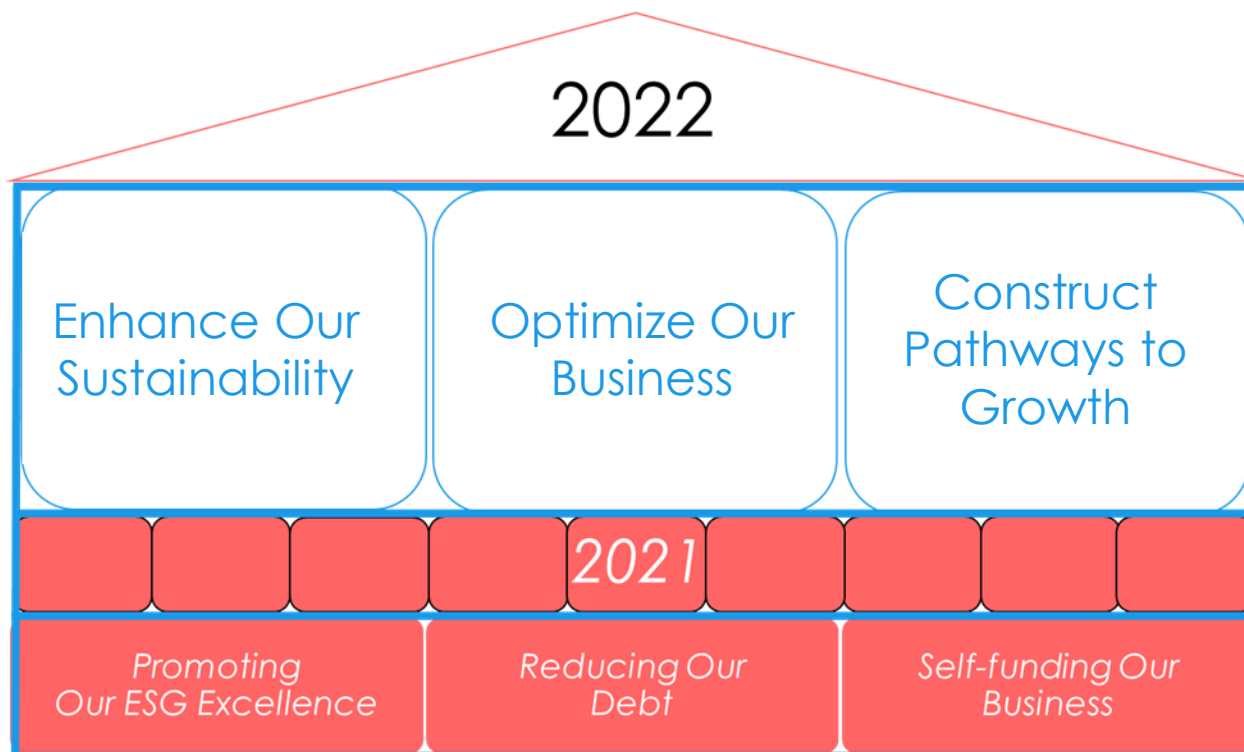 2022
Enhance Our
Sustainability
Optimize Our
Business
Construct
Pathways to
Growth
2021
Promoting
Our ESG Excellence
Reducing Our
Debt
Self-funding Our
Business